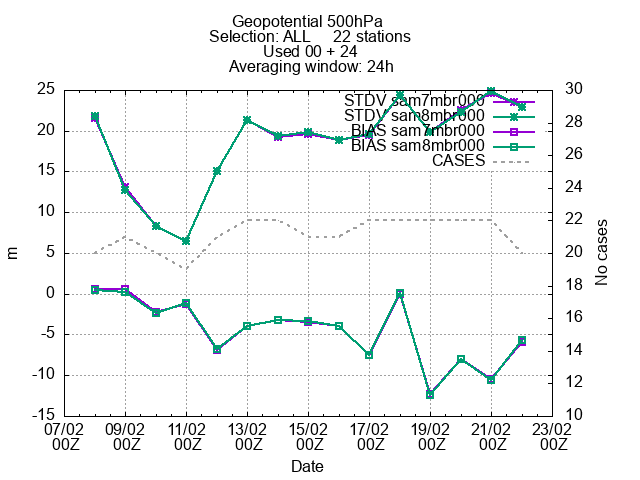 Geopotential 500hPa
Selection: ALL 22 stations
Used 00 + 24
Averaging window: 24h
25
20
15
10
5
0
-5
-10
-15
m
STDV sam7mbr000
STDV sam8mbr000
BIAS sam7mbr000
BIAS sam8mbr000
CASES
30
28
26
24
22
20
18
16
14
12
10
No cases
07/02 09/02 11/02 13/02 15/02 17/02 19/02 21/02 23/02
00Z 00Z 00Z 00Z 00Z 00Z 00Z 00Z 00Z
Date